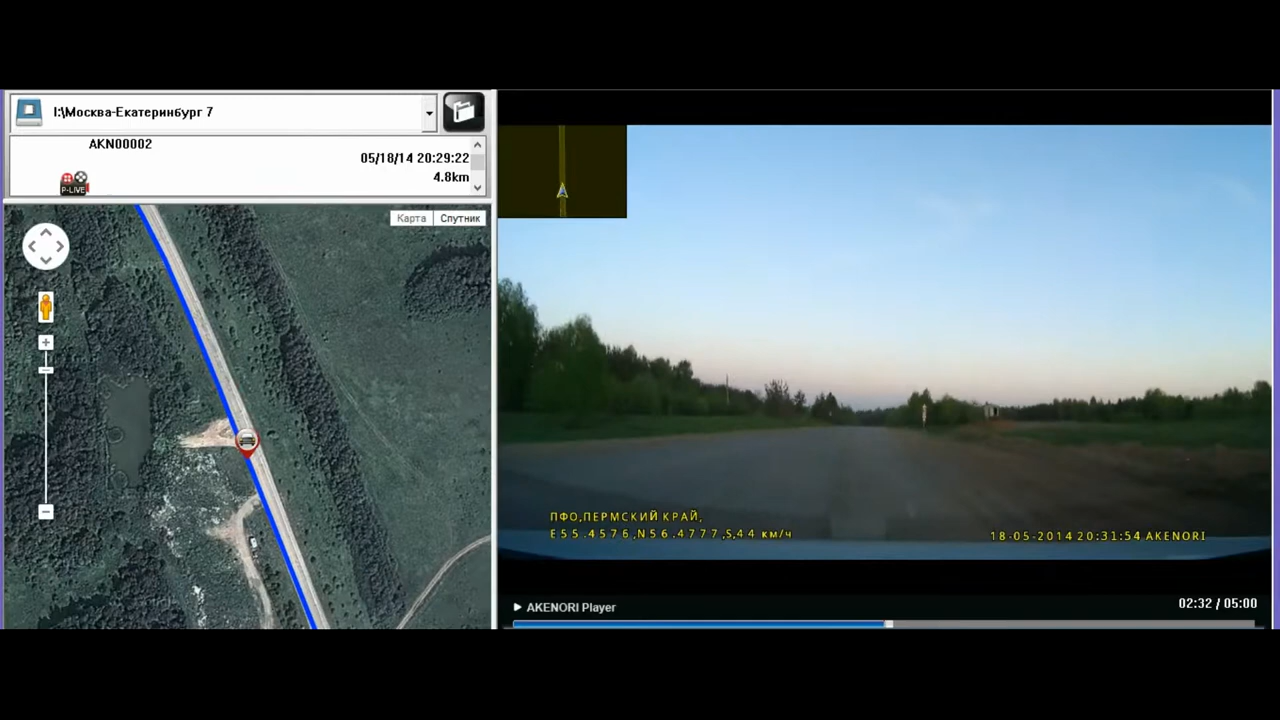 I:\Москва-Екатеринбург 7
AKN00002
05/18/14 20:29:22
4.8km
P-LIVE
Карта
Спутник
ПФО,ПЕРМСКИЙ КРАЙ,
E55.4576,N56.4777,S,44 км/ч
18-05-2014 20:31:54 AKENORI
AKENORI Player
02:32 / 05:00